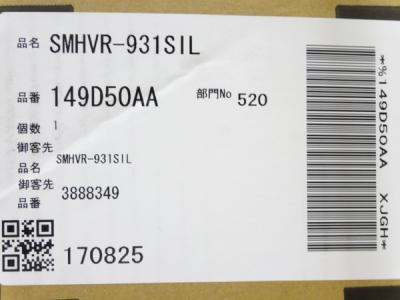 品名 SMHVR-931SIL
品番 149D50AA 部門No 520
個数 1
御客先
品名 SMHVR-931SIL
御客先
品番 3888349
170825
*%149D50AA XJGH*